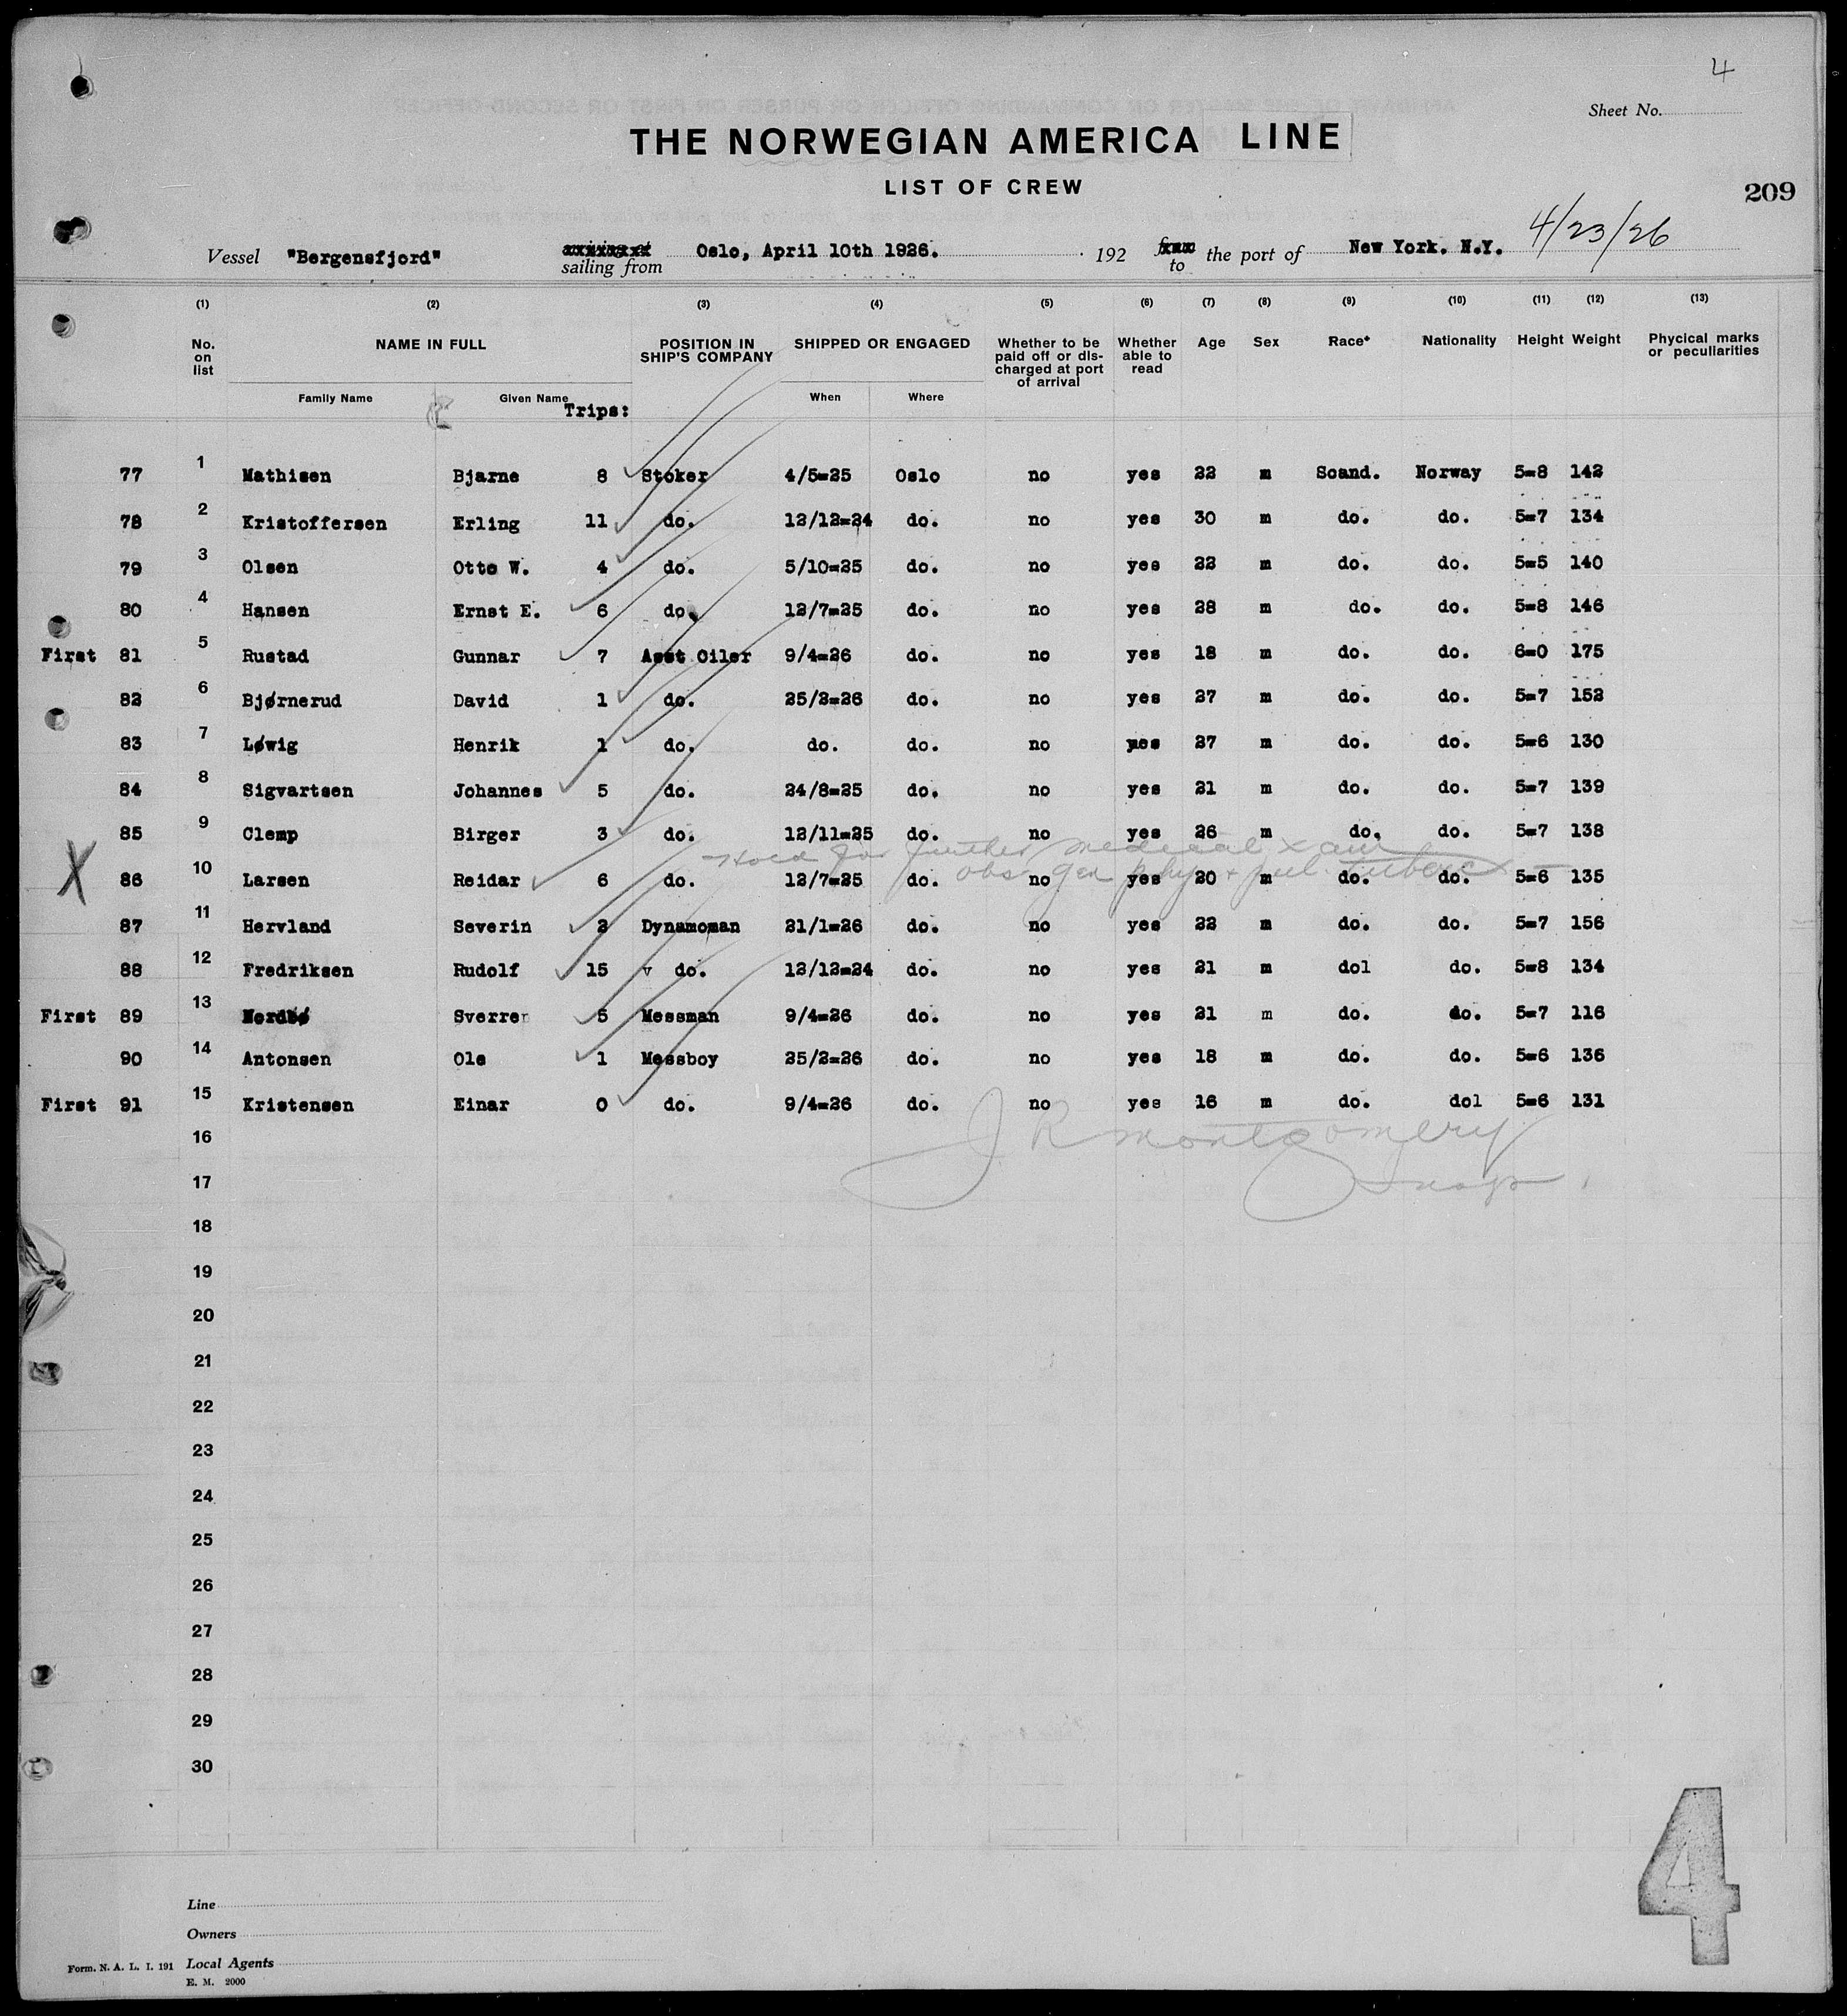 4
Sheet No.
THE NORWEGIAN AMERICA LINE
LIST OF CREW
209
Vessel "Bergensfjord" arriving at sailing from Oslo, April 10th 1926. 192 from to the port of New York. N.Y. 4/23/26
(1) (2) (3) (4) (5) (6) (7) (8) (9) (10) (11) (12) (13)
No. on list NAME IN FULL POSITION IN SHIP'S COMPANY SHIPPED OR ENGAGED Whether to be paid off or discharged at port of arrival Whether able to read Age Sex Race* Nationality Height Weight Phycical marks or peculiarities
Family Name Given Name Trips: When Where
77 1 Mathisen Bjarne 8 Stoker 4/5=25 Oslo no yes 22 m Scand. Norway 5=8 142
78 2 Kristoffersen Erling 11 do. 12/12=24 do. no yes 30 m do. do. 5=7 134
79 3 Olsen Otto W. 4 do. 5/10=25 do. no yes 22 m do. do. 5=5 140
80 4 Hansen Ernst E. 6 do. 12/7=25 do. no yes 28 m do. do. 5=8 146
First 81 5 Rustad Gunnar 7 Asst Oiler 9/4=26 do. no yes 18 m do. do. 6=0 175
82 6 Bjørnerud David 1 do. 25/2=26 do. no yes 27 m do. do. 5=7 152
83 7 Løwig Henrik 1 do. do. do. no yes 27 m do. do. 5=6 130
84 8 Sigvartsen Johannes 5 do. 24/8=25 do. no yes 21 m do. do. 5=7 139
85 9 Clemp Birger 3 do. 12/11=25 do. no yes 26 m do. do. 5=7 138
Hold for further medical x am
obs gen phy + pul. tuberc
X 86 10 Larsen Reidar 6 do. 12/7=25 do. no yes 20 m do. do. 5=6 135
87 11 Hervland Severin 2 Dynamoman 21/1=26 do. no yes 22 m do. do. 5=7 156
88 12 Fredriksen Rudolf 15 v do. 12/12=24 do. no yes 21 m dol do. 5=8 134
First 89 13 Nordbø Sverre 5 Messman 9/4=26 do. no yes 21 m do. do. 5=7 116
90 14 Antonsen Ole 1 Messboy 25/2=26 do. no yes 18 m do. do. 5=6 136
First 91 15 Kristensen Einar 0 do. 9/4=26 do. no yes 16 m do. dol 5=6 131
16 J R Montgomery
17 Insp.
18
19
20
21
22
23
24
25
26
27
28
29
30
4
Line
Owners
Form. N. A. L. I. 191 Local Agents
E. M. 2000